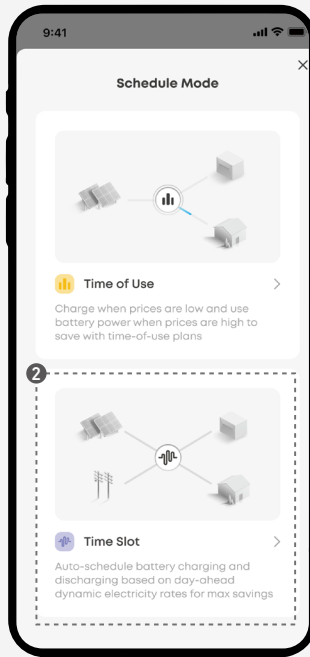 9:41
Schedule Mode
Time of Use
Charge when prices are low and use
battery power when prices are high to
save with time-of-use plans
2
Time Slot
Auto-schedule battery charging and
discharging based on day-ahead
dynamic electricity rates for max savings